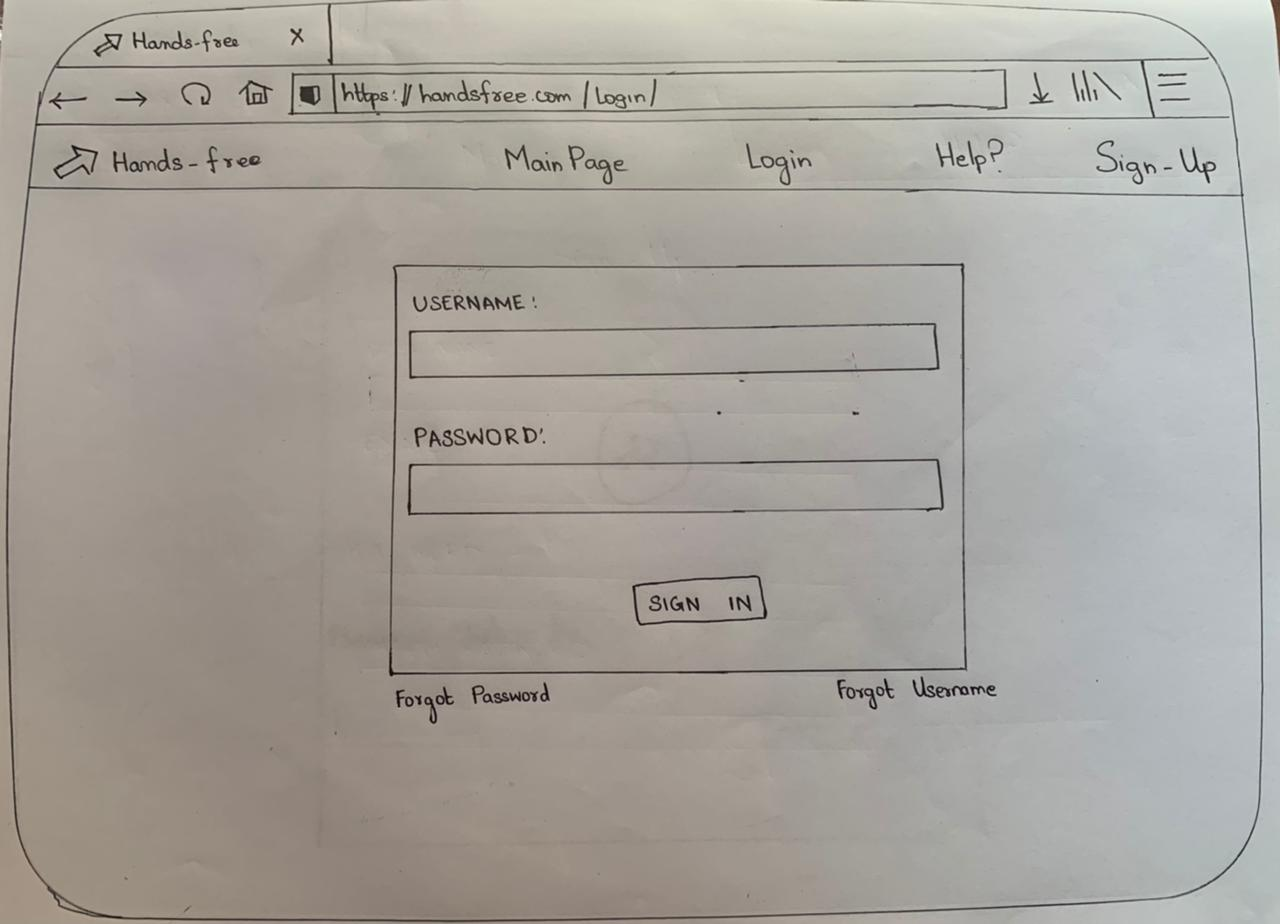 Hands-free X
https://handsfree.com/Login/
Hands-free Main Page Login Help? Sign-Up
USERNAME:
PASSWORD:
SIGN IN
Forgot Password Forgot Username